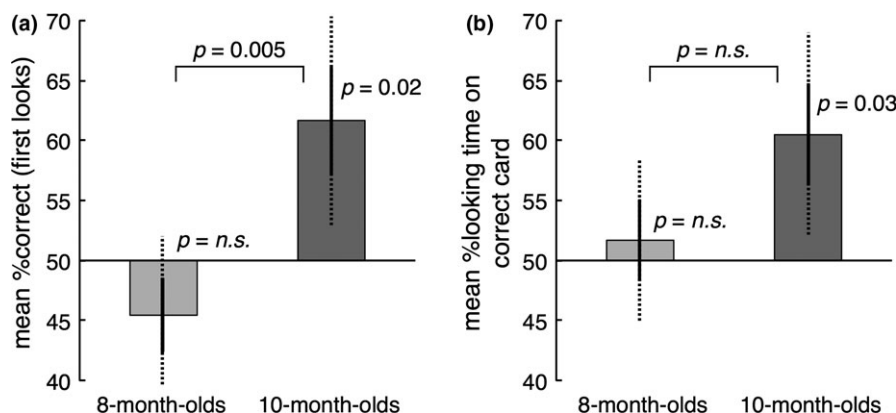 (a)
mean %correct (first looks)
70
65
60
55
50
45
40
p = 0.005
p = 0.02
p = n.s.
8-month-olds
10-month-olds
(b)
mean %looking time on
correct card
70
65
60
55
50
45
40
p = n.s.
p = 0.03
p = n.s.
8-month-olds
10-month-olds